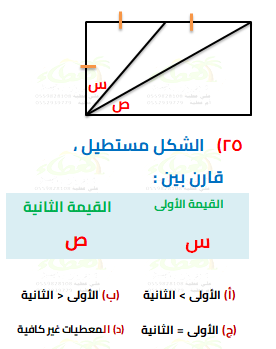 س
ص
٢٥) الشكل مستطيل ،
قارن بين :
القيمة الأولى القيمة الثانية
س ص
(أ) الأولى > الثانية (ب) الأولى < الثانية
(ج) الأولى = الثانية (د) المعطيات غير كافية